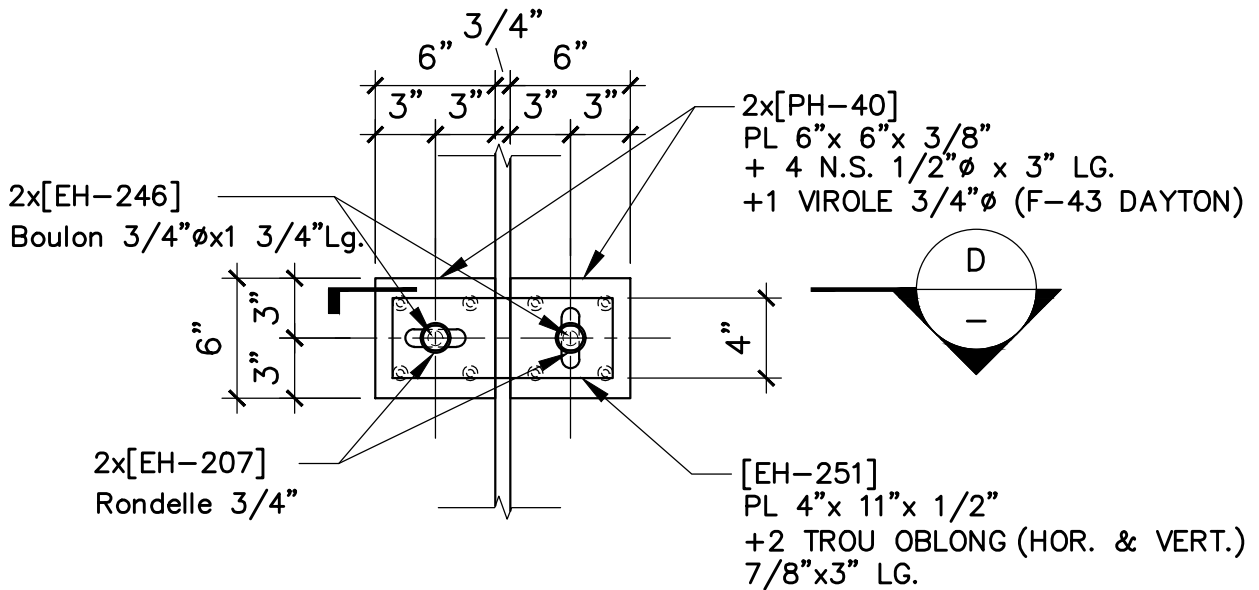 3/4"
6" 6"
3" 3" 3" 3"
2x[PH-40]
PL 6"x 6"x 3/8"
+ 4 N.S. 1/2"ø x 3" LG.
+1 VIROLE 3/4"ø (F-43 DAYTON)
2x[EH-246]
Boulon 3/4"øx1 3/4"Lg.
D
-
6"
3"
3"
4"
2x[EH-207]
Rondelle 3/4"
[EH-251]
PL 4"x 11"x 1/2"
+2 TROU OBLONG (HOR. & VERT.)
7/8"x3" LG.